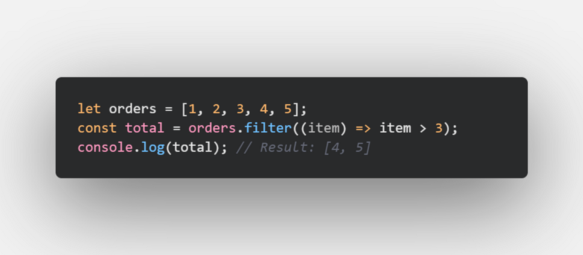 let orders = [1, 2, 3, 4, 5];
const total = orders.filter((item) => item > 3);
console.log(total); // Result: [4, 5]